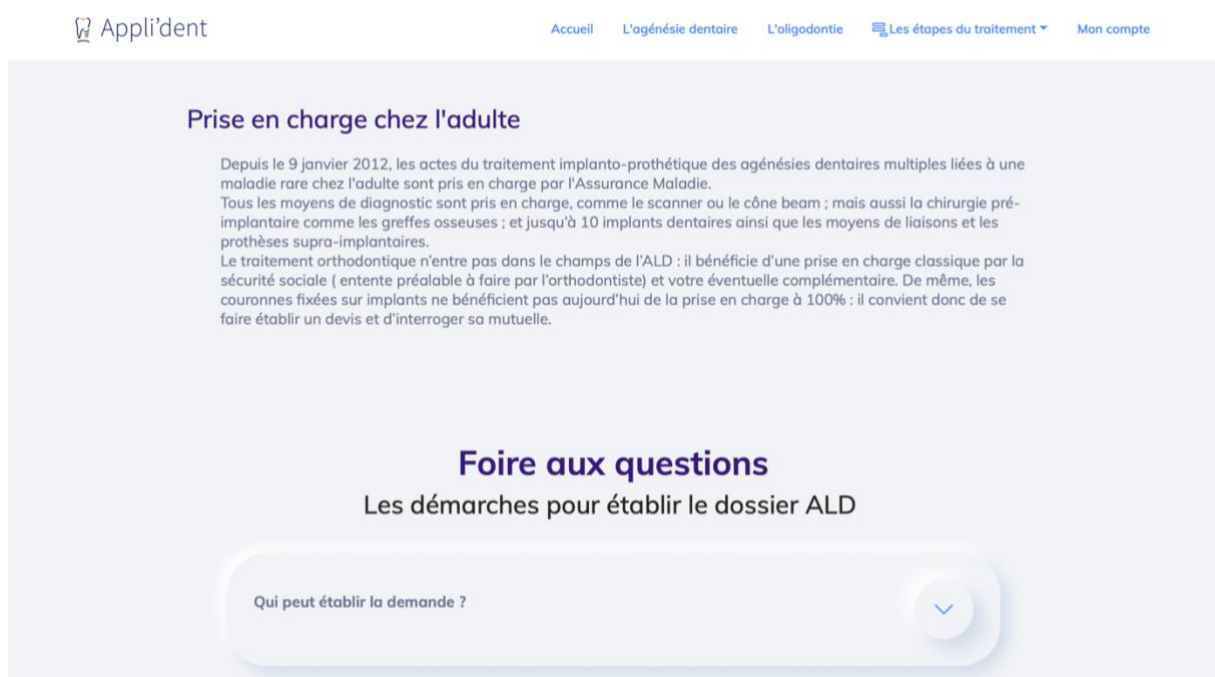 Appli'dent
Accueil L'agénésie dentaire L'oligodontie Les étapes du traitement Mon compte
Prise en charge chez l'adulte
Depuis le 9 janvier 2012, les actes du traitement implanto-prothétique des agénésies dentaires multiples liées à une
maladie rare chez l'adulte sont pris en charge par l'Assurance Maladie.
Tous les moyens de diagnostic sont pris en charge, comme le scanner ou le cône beam ; mais aussi la chirurgie pré-
implantaire comme les greffes osseuses ; et jusqu'à 10 implants dentaires ainsi que les moyens de liaisons et les
prothèses supra-implantaires.
Le traitement orthodontique n'entre pas dans le champs de l'ALD : il bénéficie d'une prise en charge classique par la
sécurité sociale ( entente préalable à faire par l'orthodontiste) et votre éventuelle complémentaire. De même, les
couronnes fixées sur implants ne bénéficient pas aujourd'hui de la prise en charge à 100% : il convient donc de se
faire établir un devis et d'interroger sa mutuelle.
Foire aux questions
Les démarches pour établir le dossier ALD
Qui peut établir la demande ?